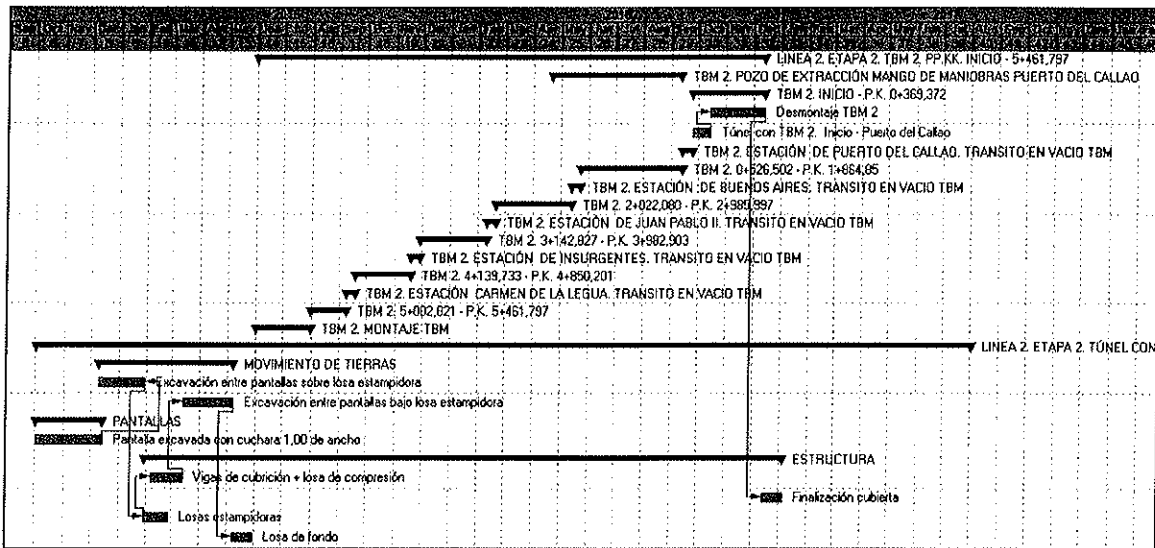 LINEA 2. ETAPA 2. TBM 2. PP.KK. INICIO - 5+461,797
TBM 2. POZO DE EXTRACCIÓN MANGO DE MANIOBRAS PUERTO DEL CALLAO
TBM 2. INICIO - P.K. 0+369,372
Desmontaje TBM 2
Túnel con TBM 2. Inicio - Puerto del Callao
TBM 2. ESTACIÓN DE PUERTO DEL CALLAO. TRANSITO EN VACIO TBM
TBM 2. 0+526,502 - P.K. 1+864,85
TBM 2. ESTACIÓN DE BUENOS AIRES. TRANSITO EN VACIO TBM
TBM 2. 2+022,080 - P.K. 2+985,997
TBM 2. ESTACIÓN DE JUAN PABLO II. TRANSITO EN VACIO TBM
TBM 2. 3+142,827 - P.K. 3+982,903
TBM 2. ESTACIÓN DE INSURGENTES. TRANSITO EN VACIO TBM
TBM 2. 4+139,733 - P.K. 4+850,201
TBM 2. ESTACIÓN CARMEN DE LA LEGUA. TRANSITO EN VACIO TBM
TBM 2. 5+002,621 - P.K. 5+461,797
TBM 2. MONTAJE TBM
LINEA 2. ETAPA 2. TÚNEL CON
MOVIMIENTO DE TIERRAS
Excavación entre pantallas sobre losa estampidora
Excavación entre pantallas bajo losa estampidora
PANTALLAS
Pantalla excavada con cuchara 1,00 de ancho
ESTRUCTURA
Vigas de cubrición + losa de compresión
Finalización cubierta
Losas estampidoras
Losa de fondo